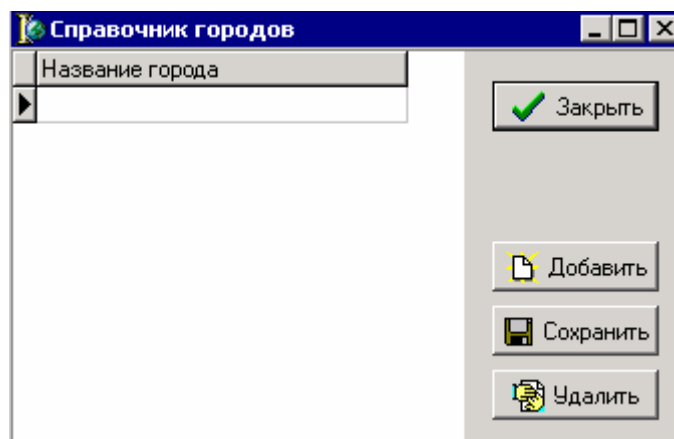 Справочник городов
Название города
Закрыть
Добавить
Сохранить
Удалить